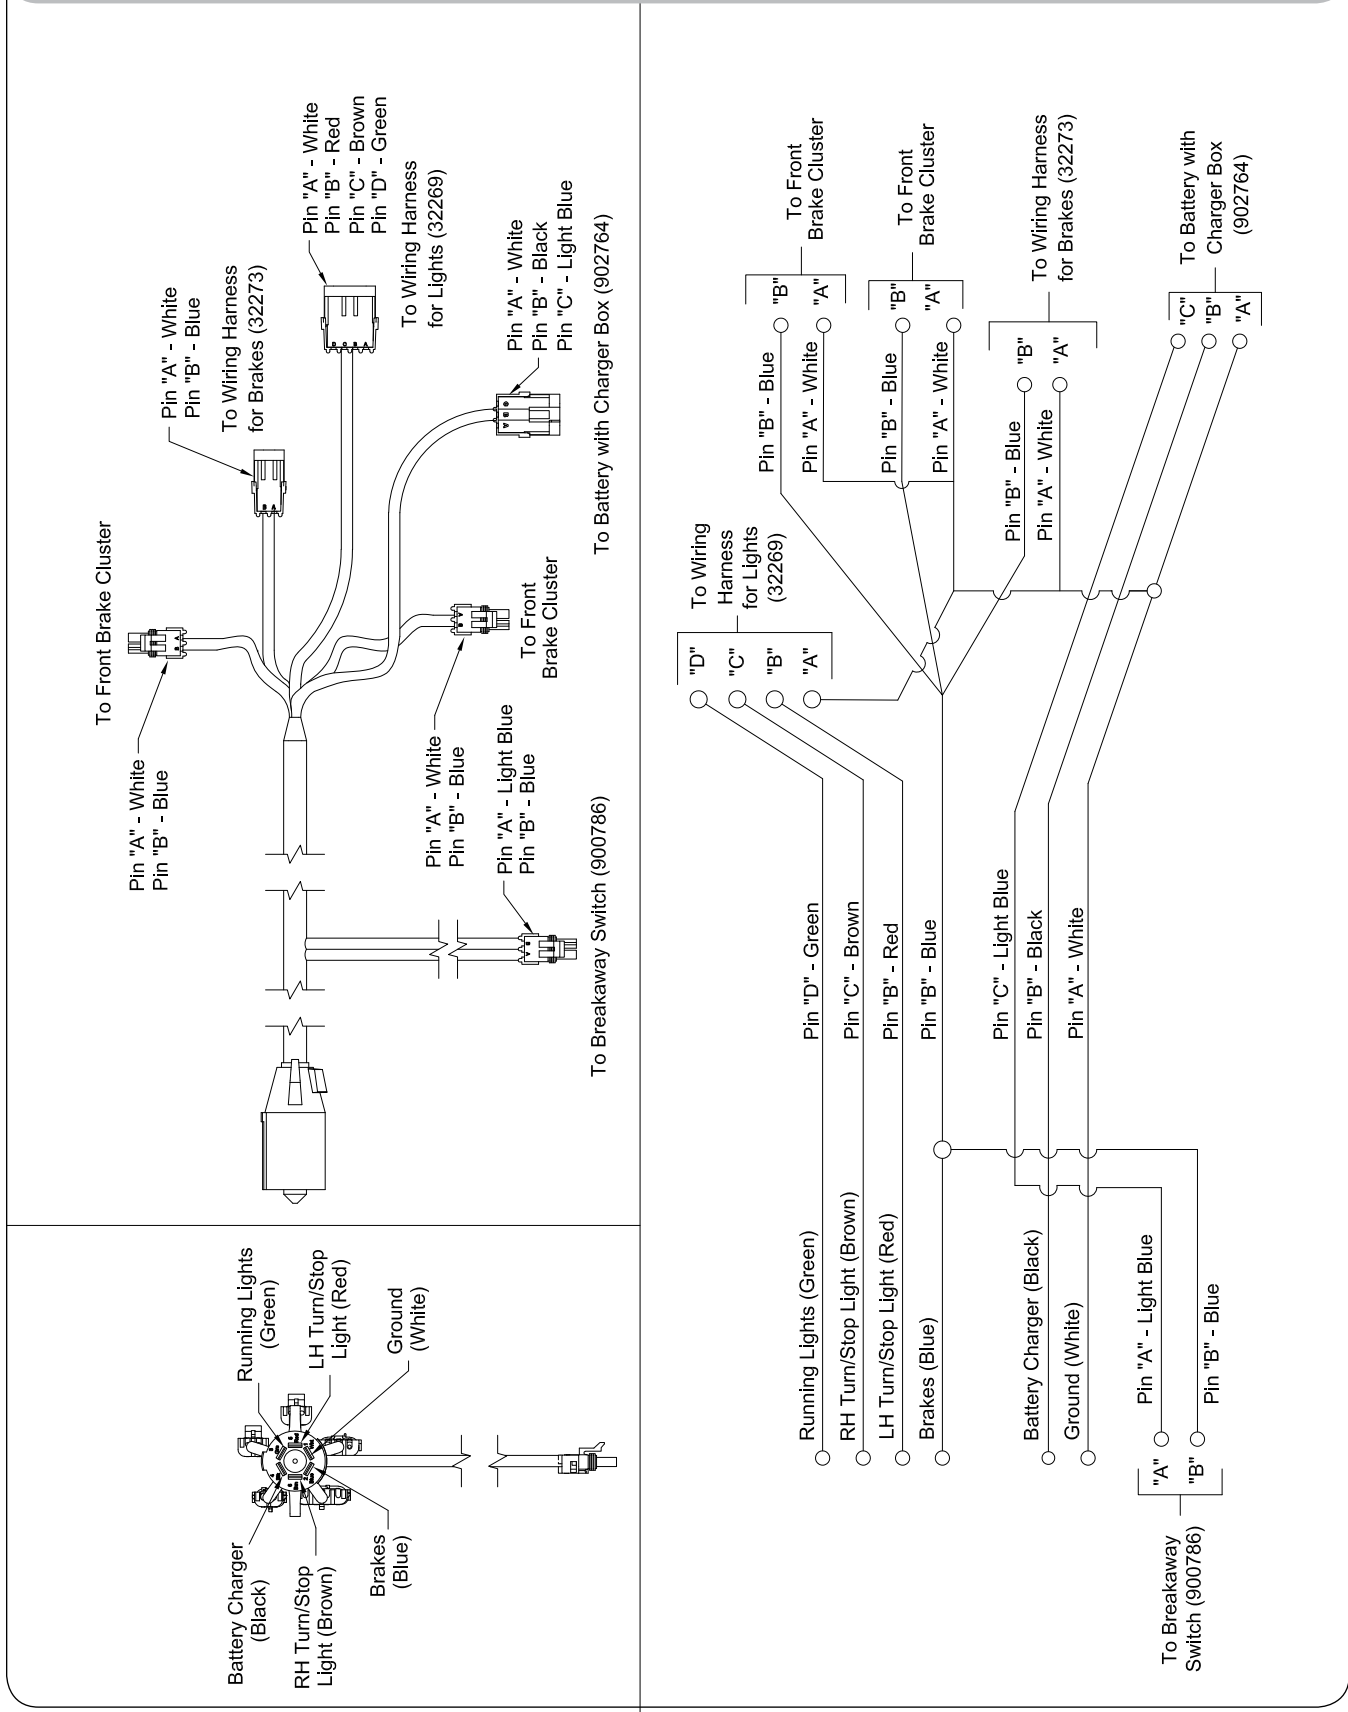 To Front Brake Cluster
Pin "A" - White
Pin "B" - Blue
Pin "A" - White
Pin "B" - Blue
To Wiring Harness
for Brakes (32273)
Pin "A" - White
Pin "B" - Red
Pin "C" - Brown
Pin "D" - Green
To Wiring Harness
for Lights (32269)
Pin "A" - White
Pin "B" - Black
Pin "C" - Light Blue
To Battery with Charger Box (902764)
Pin "A" - White
Pin "B" - Blue
To Front
Brake Cluster
Pin "A" - Light Blue
Pin "B" - Blue
To Breakaway Switch (900786)
Running Lights
(Green)
LH Turn/Stop
Light (Red)
Ground
(White)
Battery Charger
(Black)
RH Turn/Stop
Light (Brown)
Brakes
(Blue)
To Wiring
Harness
for Lights
(32269)
"D"
"C"
"B"
"A"
To Front
Brake Cluster
"B"
"A"
Pin "B" - Blue
Pin "A" - White
To Front
Brake Cluster
"B"
"A"
Pin "B" - Blue
Pin "A" - White
To Wiring Harness
for Brakes (32273)
"B"
"A"
Pin "B" - Blue
Pin "A" - White
To Battery with
Charger Box
(902764)
"C"
"B"
"A"
Pin "D" - Green
Pin "C" - Brown
Pin "B" - Red
Pin "B" - Blue
Pin "C" - Light Blue
Pin "B" - Black
Pin "A" - White
Running Lights (Green)
RH Turn/Stop Light (Brown)
LH Turn/Stop Light (Red)
Brakes (Blue)
Battery Charger (Black)
Ground (White)
Pin "A" - Light Blue
Pin "B" - Blue
"A"
"B"
To Breakaway
Switch (900786)